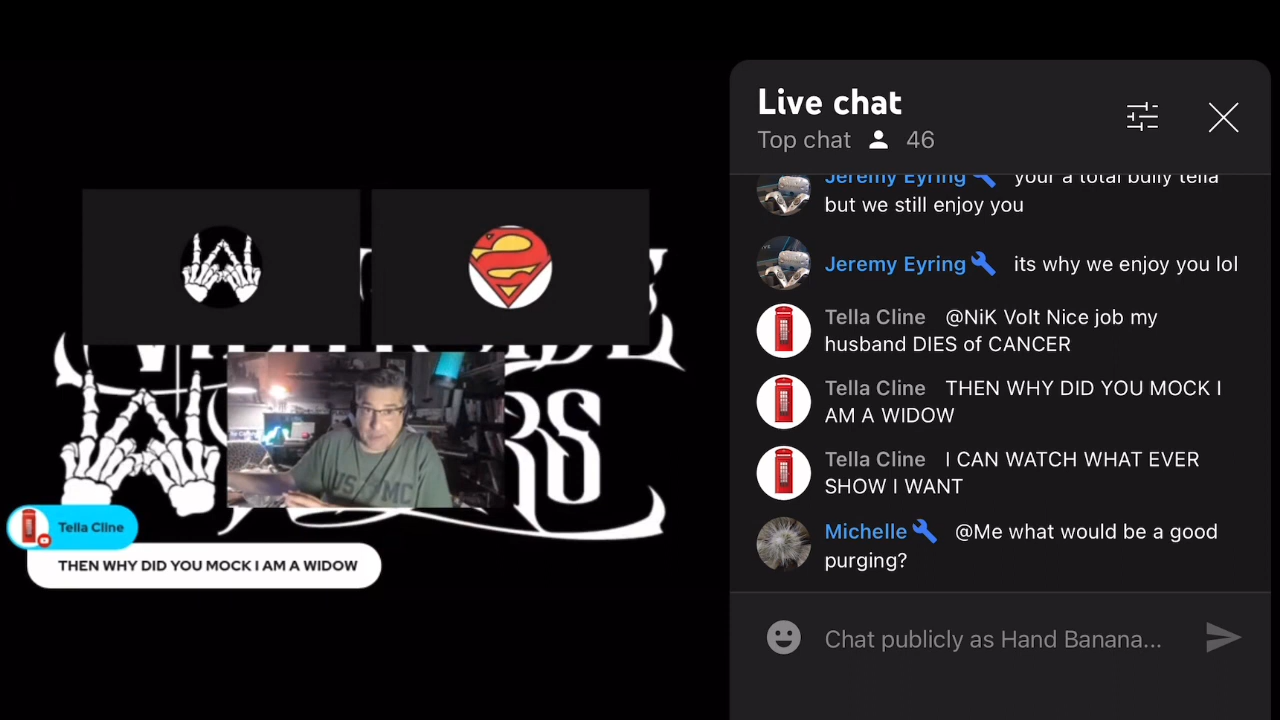 Live chat
Top chat 46
Jeremy Eyring your a total bully tella
but we still enjoy you
Jeremy Eyring its why we enjoy you lol
Tella Cline @NiK Volt Nice job my
husband DIES of CANCER
Tella Cline THEN WHY DID YOU MOCK I
AM A WIDOW
Tella Cline I CAN WATCH WHAT EVER
SHOW I WANT
Michelle @Me what would be a good
purging?
Chat publicly as Hand Banana...
USMC
Tella Cline
THEN WHY DID YOU MOCK I AM A WIDOW